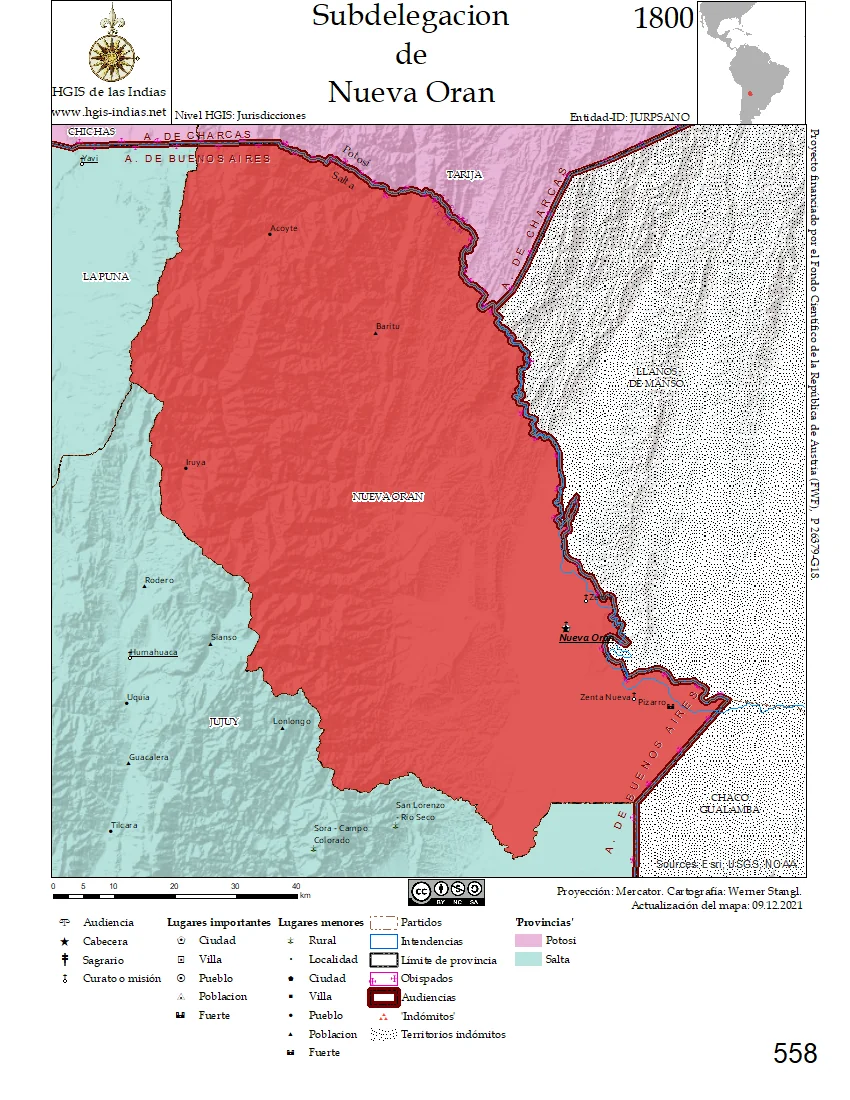 Subdelegacion
de
Nueva Oran
1800
HGIS de las Indias
www.hgis-indias.net
Nivel HGIS: Jurisdicciones
Entidad-ID: JURPSANO
CHICHAS
A. DE CHARCAS
A. DE BUENOS AIRES
Yavi
Potosi
Salta
TARIJA
A. DE CHARCAS
Acoyte
LA PUNA
Baritu
LLANOS
DE MANSO
Iruya
NUEVA ORAN
Rodero
Sianso
Humahuaca
Zenta
Nueva Oran
Uquia
JUJUY
Lonlongo
Zenta Nueva
Pizarro
A. DE BUENOS AIRES
Guacalera
CHACO
GUALAMBA
San Lorenzo
- Río Seco
Tilcara
Sora - Campo
Colorado
Sources: Esri, USGS, NOAA
Proyecto financiado por el Fondo Científico de la República de Austria (FWF), P 26379-G18
0 5 10 20 30 40
km
CC BY NC SA
Proyección: Mercator. Cartografía: Werner Stangl.
Actualización del mapa: 09.12.2021
Audiencia
Cabecera
Sagrario
Curato o misión
Lugares importantes
Ciudad
Villa
Pueblo
Poblacion
Fuerte
Lugares menores
Rural
Localidad
Ciudad
Villa
Pueblo
Poblacion
Fuerte
Partidos
Intendencias
Límite de provincia
Obispados
Audiencias
'Indómitos'
Territorios indómitos
'Provincias'
Potosi
Salta
558